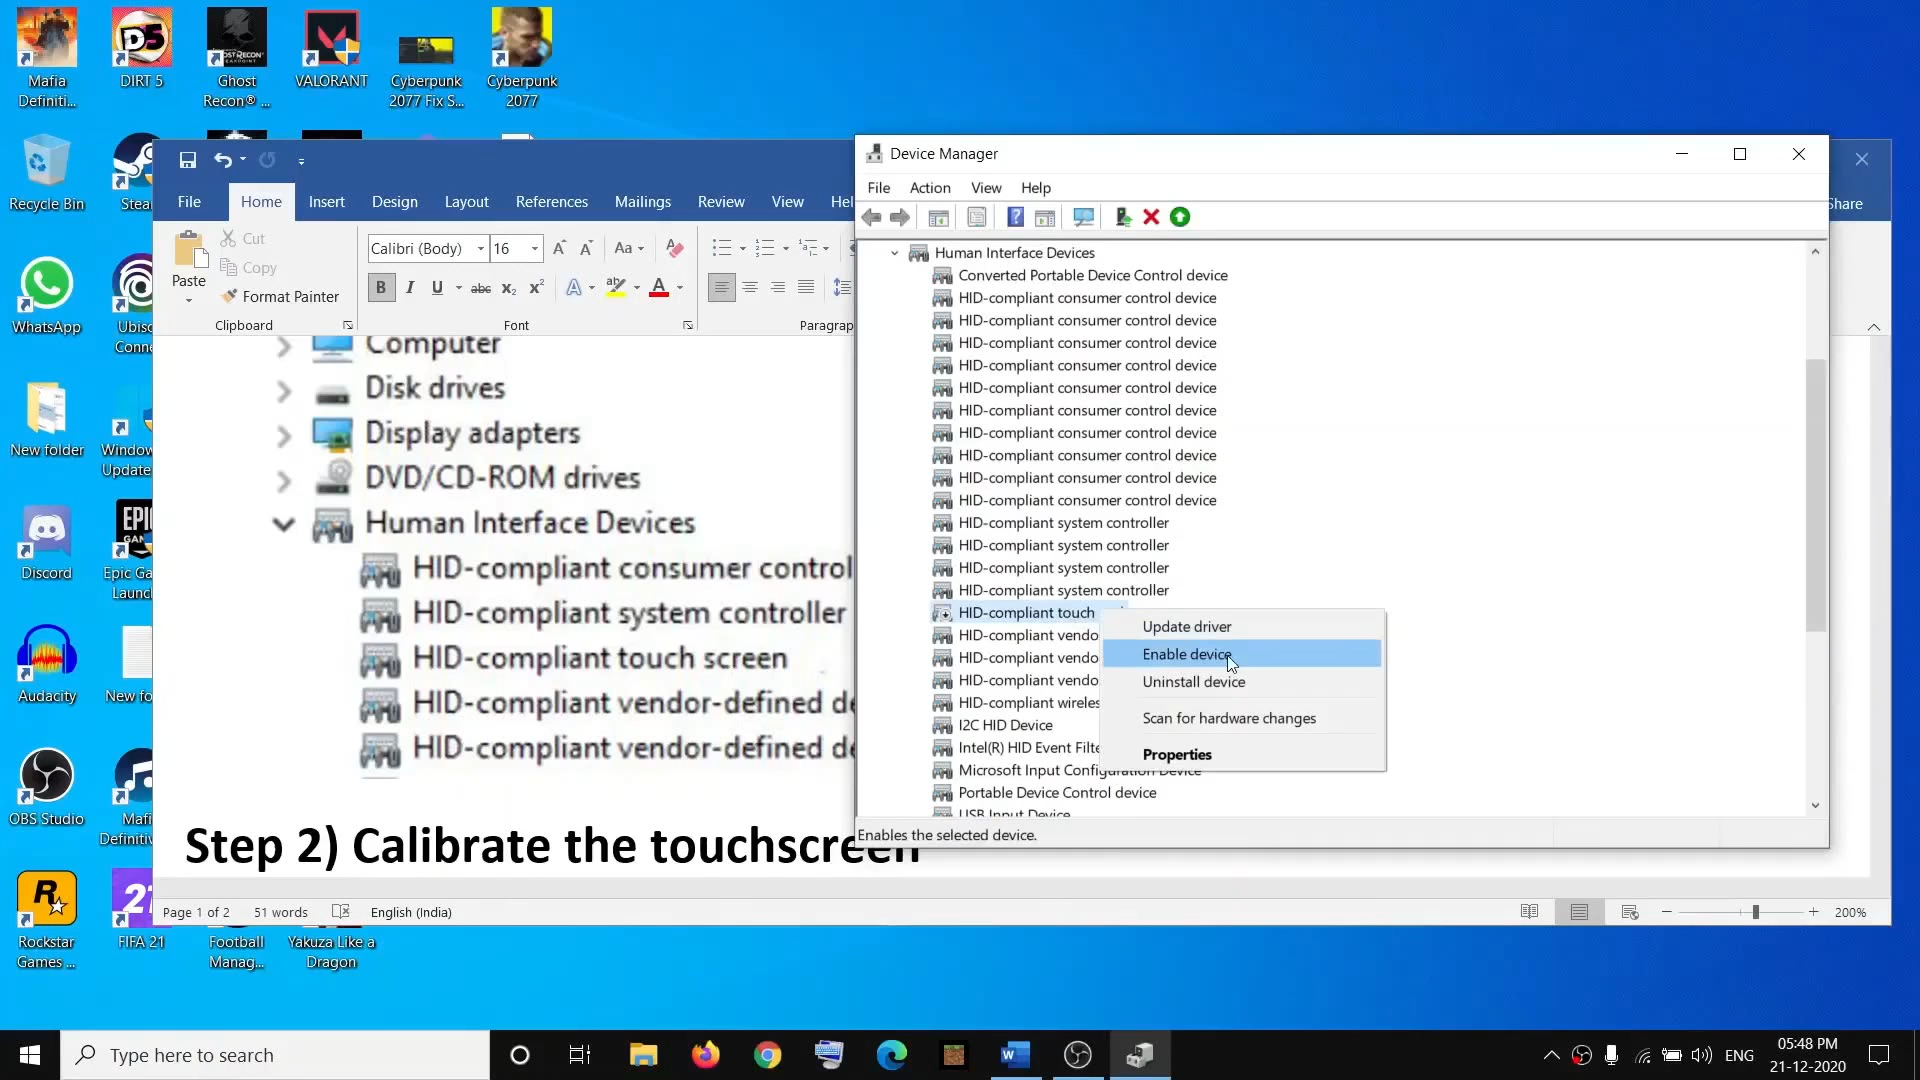 Mafia
Definiti...
DIRT 5
Ghost
Recon® ...
VALORANT
Cyberpunk
2077 Fix S...
Cyberpunk
2077
Recycle Bin
WhatsApp
New folder
Discord
Audacity
OBS Studio
Rockstar
Games ...
FIFA 21
Football
Manag...
Yakuza Like a
Dragon
File
Home
Insert
Design
Layout
References
Mailings
Review
View
Hel
Share
Paste
Cut
Copy
Format Painter
Clipboard
Calibri (Body)
16
Font
Paragrap
Computer
Disk drives
Display adapters
DVD/CD-ROM drives
Human Interface Devices
HID-compliant consumer control
HID-compliant system controller
HID-compliant touch screen
HID-compliant vendor-defined de
HID-compliant vendor-defined de
Step 2) Calibrate the touchscreen
Page 1 of 2
51 words
English (India)
200%
Device Manager
File
Action
View
Help
Human Interface Devices
Converted Portable Device Control device
HID-compliant consumer control device
HID-compliant consumer control device
HID-compliant consumer control device
HID-compliant consumer control device
HID-compliant consumer control device
HID-compliant consumer control device
HID-compliant consumer control device
HID-compliant consumer control device
HID-compliant consumer control device
HID-compliant consumer control device
HID-compliant system controller
HID-compliant system controller
HID-compliant system controller
HID-compliant system controller
HID-compliant touch
HID-compliant vendo
HID-compliant vendo
HID-compliant vendo
HID-compliant wireles
I2C HID Device
Intel(R) HID Event Filte
Microsoft Input Configuration Device
Portable Device Control device
USB Input Device
Update driver
Enable device
Uninstall device
Scan for hardware changes
Properties
Enables the selected device.
Type here to search
ENG
05:48 PM
21-12-2020